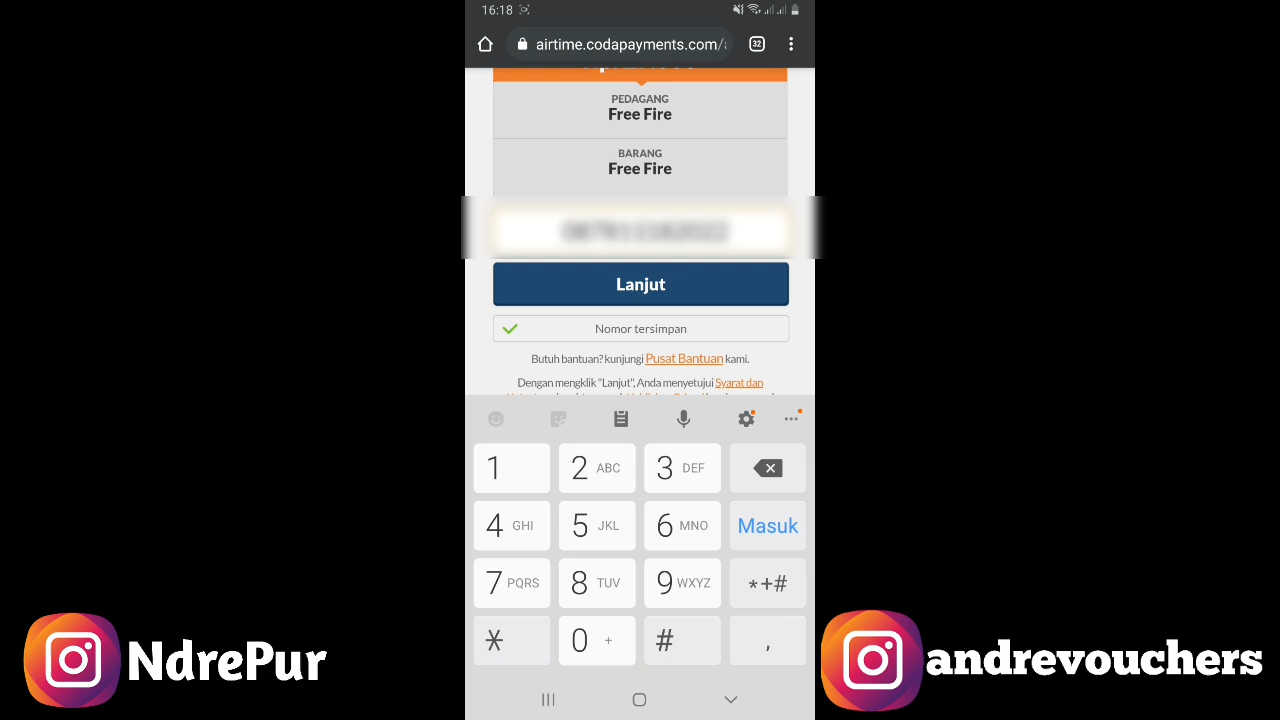 16:18
airtime.codapayments.com/
32
PEDAGANG
Free Fire
BARANG
Free Fire
Lanjut
Nomor tersimpan
Butuh bantuan? kunjungi Pusat Bantuan kami.
Dengan mengklik "Lanjut", Anda menyetujui Syarat dan
1
2 ABC
3 DEF
4 GHI
5 JKL
6 MNO
Masuk
7 PQRS
8 TUV
9 WXYZ
*+#
*
0 +
#
,
NdrePur
andrevouchers